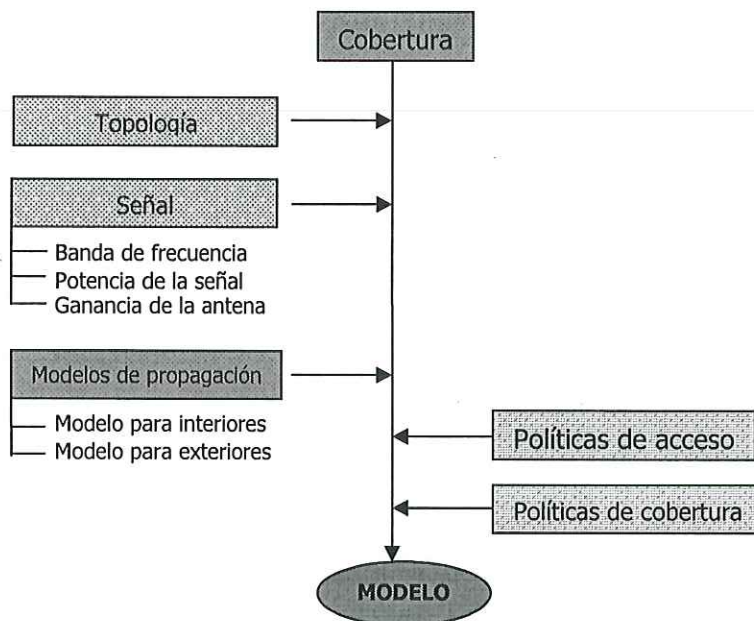 Cobertura
Topología
Señal
Banda de frecuencia
Potencia de la señal
Ganancia de la antena
Modelos de propagación
Modelo para interiores
Modelo para exteriores
Políticas de acceso
Políticas de cobertura
MODELO